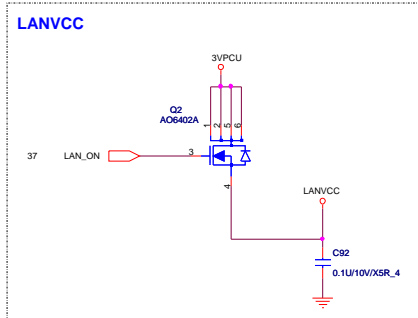 LANVCC
3VPCU
Q2
AO6402A
1
2
5
6
37
LAN_ON
3
4
LANVCC
C92
0.1U/10V/X5R_4